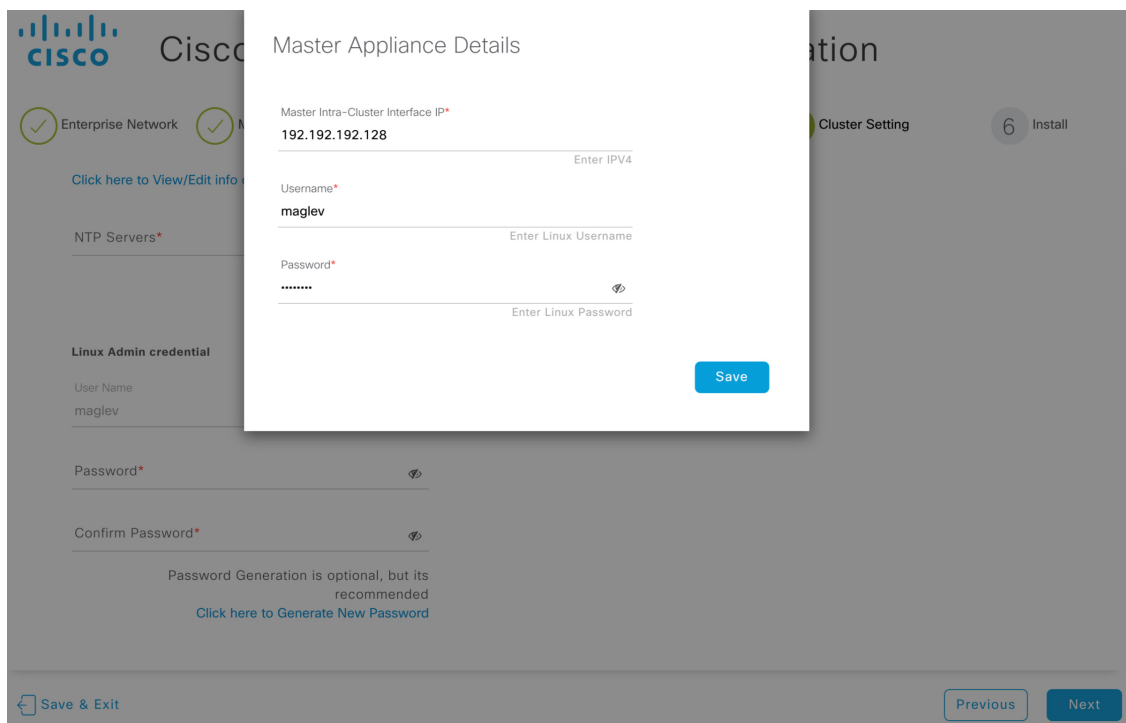 CISCO
Master Appliance Details
Master Intra-Cluster Interface IP*
192.192.192.128
Enter IPV4
Username*
maglev
Enter Linux Username
Password*
••••••••
Enter Linux Password
Save
Enterprise Network
Cluster Setting
6 Install
Click here to View/Edit info
NTP Servers*
Linux Admin credential
User Name
maglev
Password*
Confirm Password*
Password Generation is optional, but its
recommended
Click here to Generate New Password
Save & Exit
Previous
Next